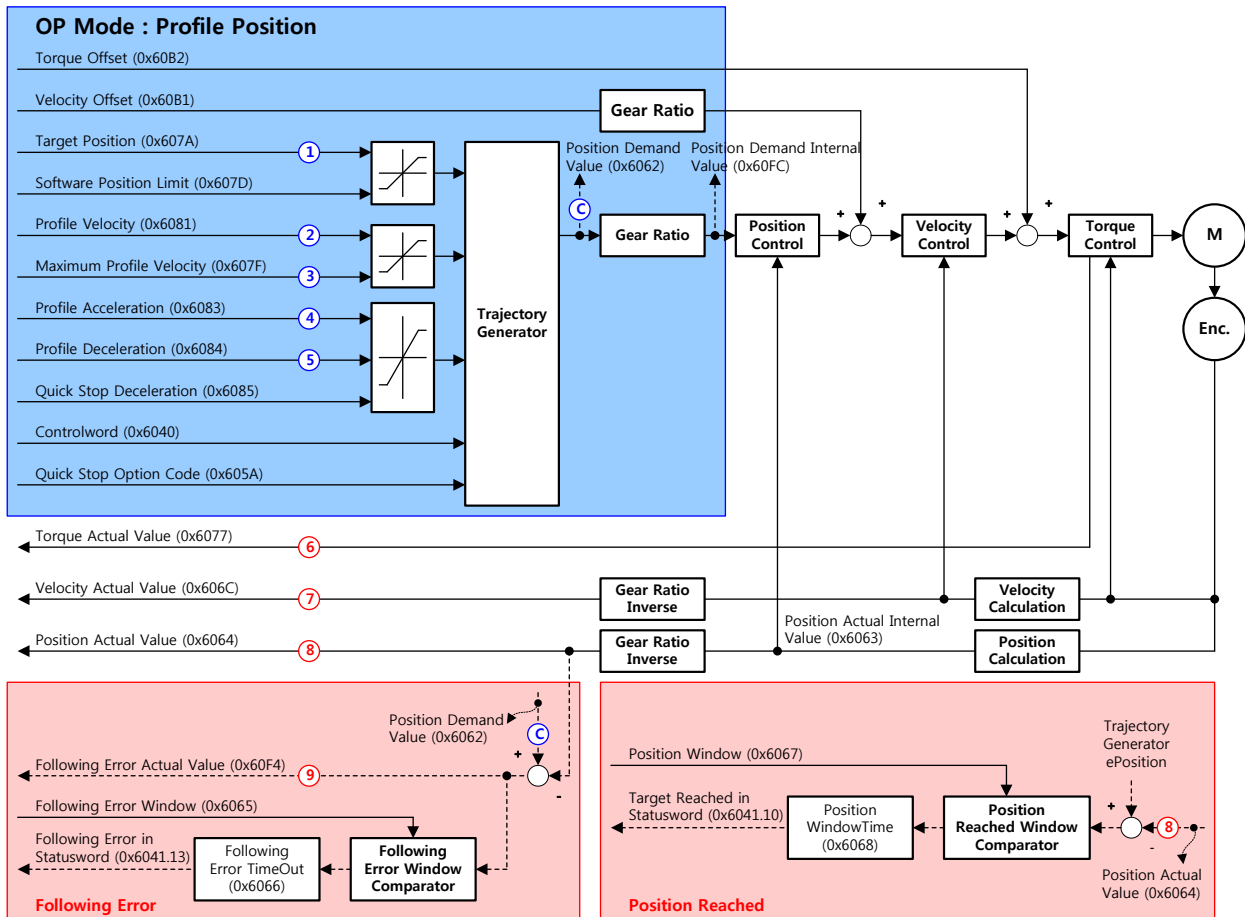 OP Mode : Profile Position
Torque Offset (0x60B2)
Velocity Offset (0x60B1)
Gear Ratio
Target Position (0x607A)
1
Position Demand
Value (0x6062)
Position Demand Internal
Value (0x60FC)
Software Position Limit (0x607D)
C
Profile Velocity (0x6081)
2
Gear Ratio
Position
Control
+
+
Velocity
Control
+
+
Torque
Control
M
Maximum Profile Velocity (0x607F)
3
Profile Acceleration (0x6083)
4
Trajectory
Generator
Enc.
Profile Deceleration (0x6084)
5
Quick Stop Deceleration (0x6085)
Controlword (0x6040)
Quick Stop Option Code (0x605A)
Torque Actual Value (0x6077)
6
Velocity Actual Value (0x606C)
7
Gear Ratio
Inverse
Velocity
Calculation
Position Actual Internal
Value (0x6063)
Position Actual Value (0x6064)
8
Gear Ratio
Inverse
Position
Calculation
Position Demand
Value (0x6062)
C
+
-
Following Error Actual Value (0x60F4)
9
Following Error Window (0x6065)
Following Error in
Statusword (0x6041.13)
Following
Error TimeOut
(0x6066)
Following
Error Window
Comparator
Following Error
Trajectory
Generator
ePosition
Position Window (0x6067)
Target Reached in
Statusword (0x6041.10)
Position
WindowTime
(0x6068)
Position
Reached Window
Comparator
+
-
8
Position Actual
Value (0x6064)
Position Reached